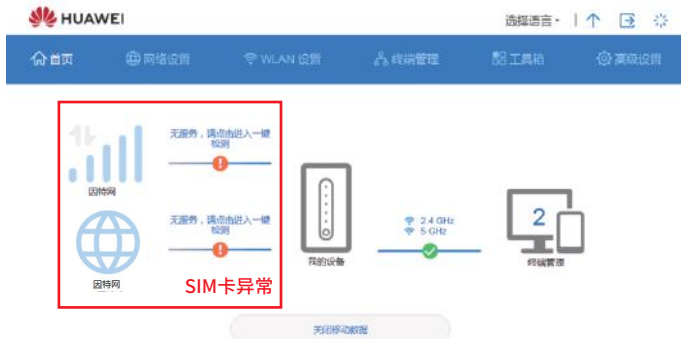 HUAWEI
选择语言
首页 网络设置 WLAN 设置 终端管理 工具箱 高级设置
无服务，请点击进入一键
检测
因特网
无服务，请点击进入一键
检测
因特网
SIM卡异常
我的设备
2.4 GHz
5 GHz
2
终端管理
关闭移动数据